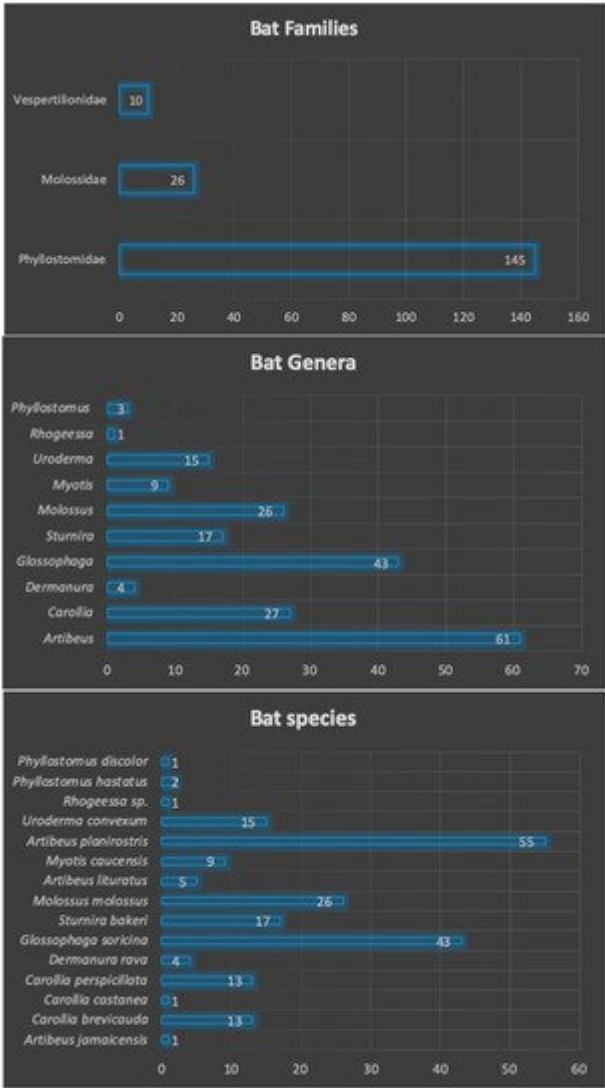 Bat Families
Vespertilionidae 10
Molossidae 26
Phyllostomidae 145
0 20 40 60 80 100 120 140 160
Bat Genera
Phyllostomus 3
Rhogeessa 1
Uroderma 15
Myotis 9
Molossus 26
Sturnira 17
Glossophaga 43
Dermanura 4
Carollia 27
Artibeus 61
0 10 20 30 40 50 60 70
Bat species
Phyllostomus discolor 1
Phyllostomus hastatus 2
Rhogeessa sp. 1
Uroderma convexum 15
Artibeus planirostris 55
Myotis caucensis 9
Artibeus lituratus 5
Molossus molossus 26
Sturnira bakeri 17
Glossophaga soricina 43
Dermanura rava 4
Carollia perspicillata 13
Carollia castanea 1
Carollia brevicauda 13
Artibeus jamaicensis 1
0 10 20 30 40 50 60